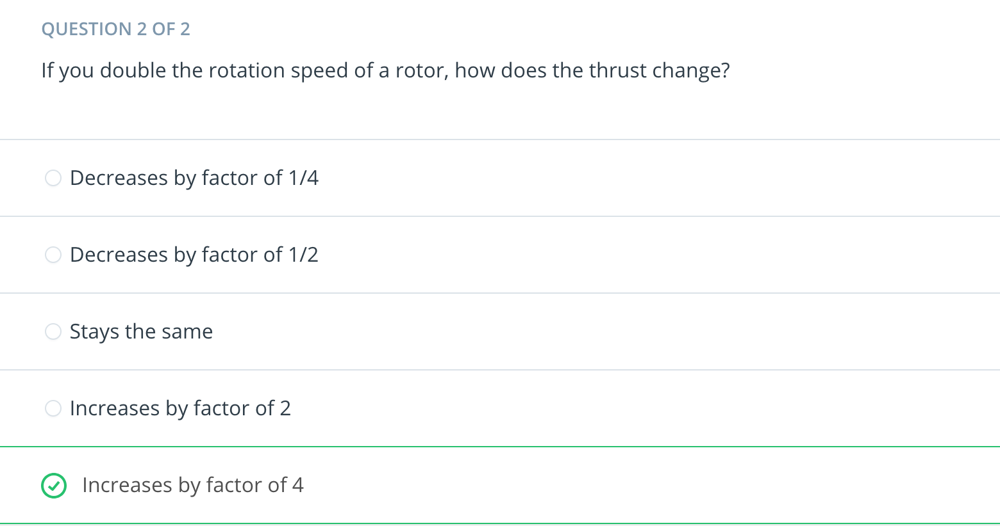 QUESTION 2 OF 2
If you double the rotation speed of a rotor, how does the thrust change?
Decreases by factor of 1/4
Decreases by factor of 1/2
Stays the same
Increases by factor of 2
Increases by factor of 4